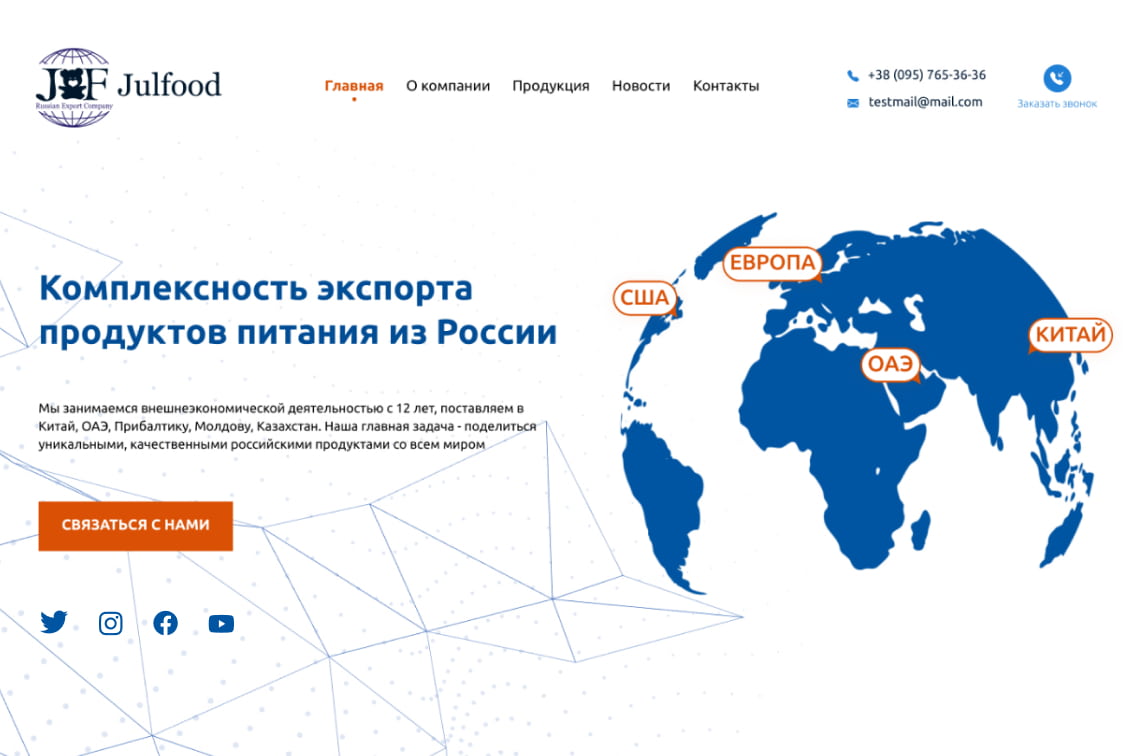 JF
Julfood
Russian Export Company
Главная О компании Продукция Новости Контакты
+38 (095) 765-36-36
testmail@mail.com
Заказать звонок
Комплексность экспорта
продуктов питания из России
Мы занимаемся внешнеэкономической деятельностью с 12 лет, поставляем в
Китай, ОАЭ, Прибалтику, Молдову, Казахстан. Наша главная задача - поделиться
уникальными, качественными российскими продуктами со всем миром
СВЯЗАТЬСЯ С НАМИ
ЕВРОПА
США
КИТАЙ
ОАЭ